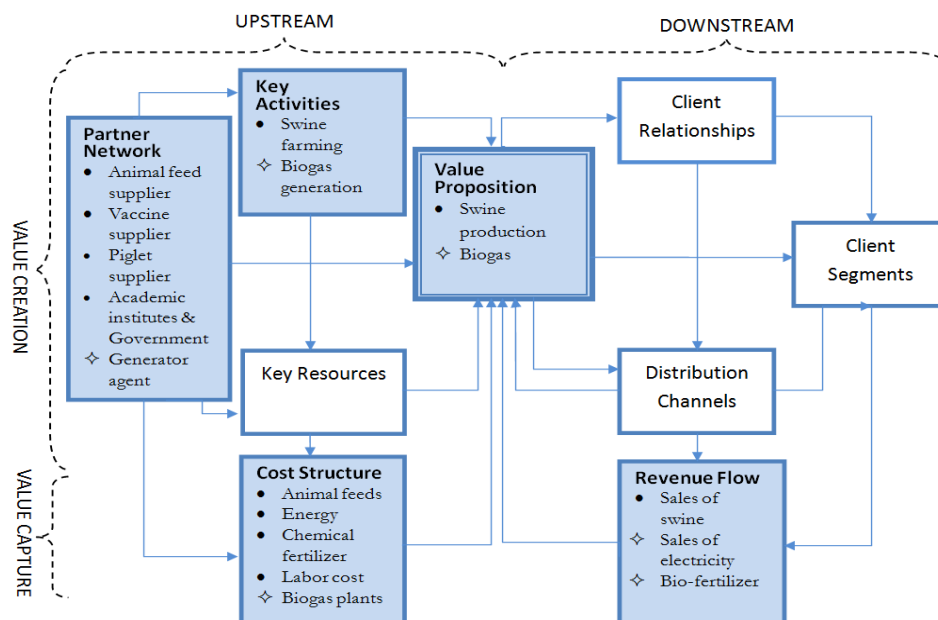 UPSTREAM
DOWNSTREAM
VALUE CREATION
VALUE CAPTURE
Partner
Network
● Animal feed
supplier
● Vaccine
supplier
● Piglet supplier
● Academic
institutes &
Government
✧ Generator
agent
Key
Activities
● Swine
farming
✧ Biogas
generation
Key Resources
Cost Structure
● Animal feeds
● Energy
● Chemical
fertilizer
● Labor cost
✧ Biogas plants
Value
Proposition
● Swine
production
✧ Biogas
Client
Relationships
Distribution
Channels
Revenue Flow
● Sales of
swine
✧ Sales of
electricity
✧ Bio-fertilizer
Client
Segments